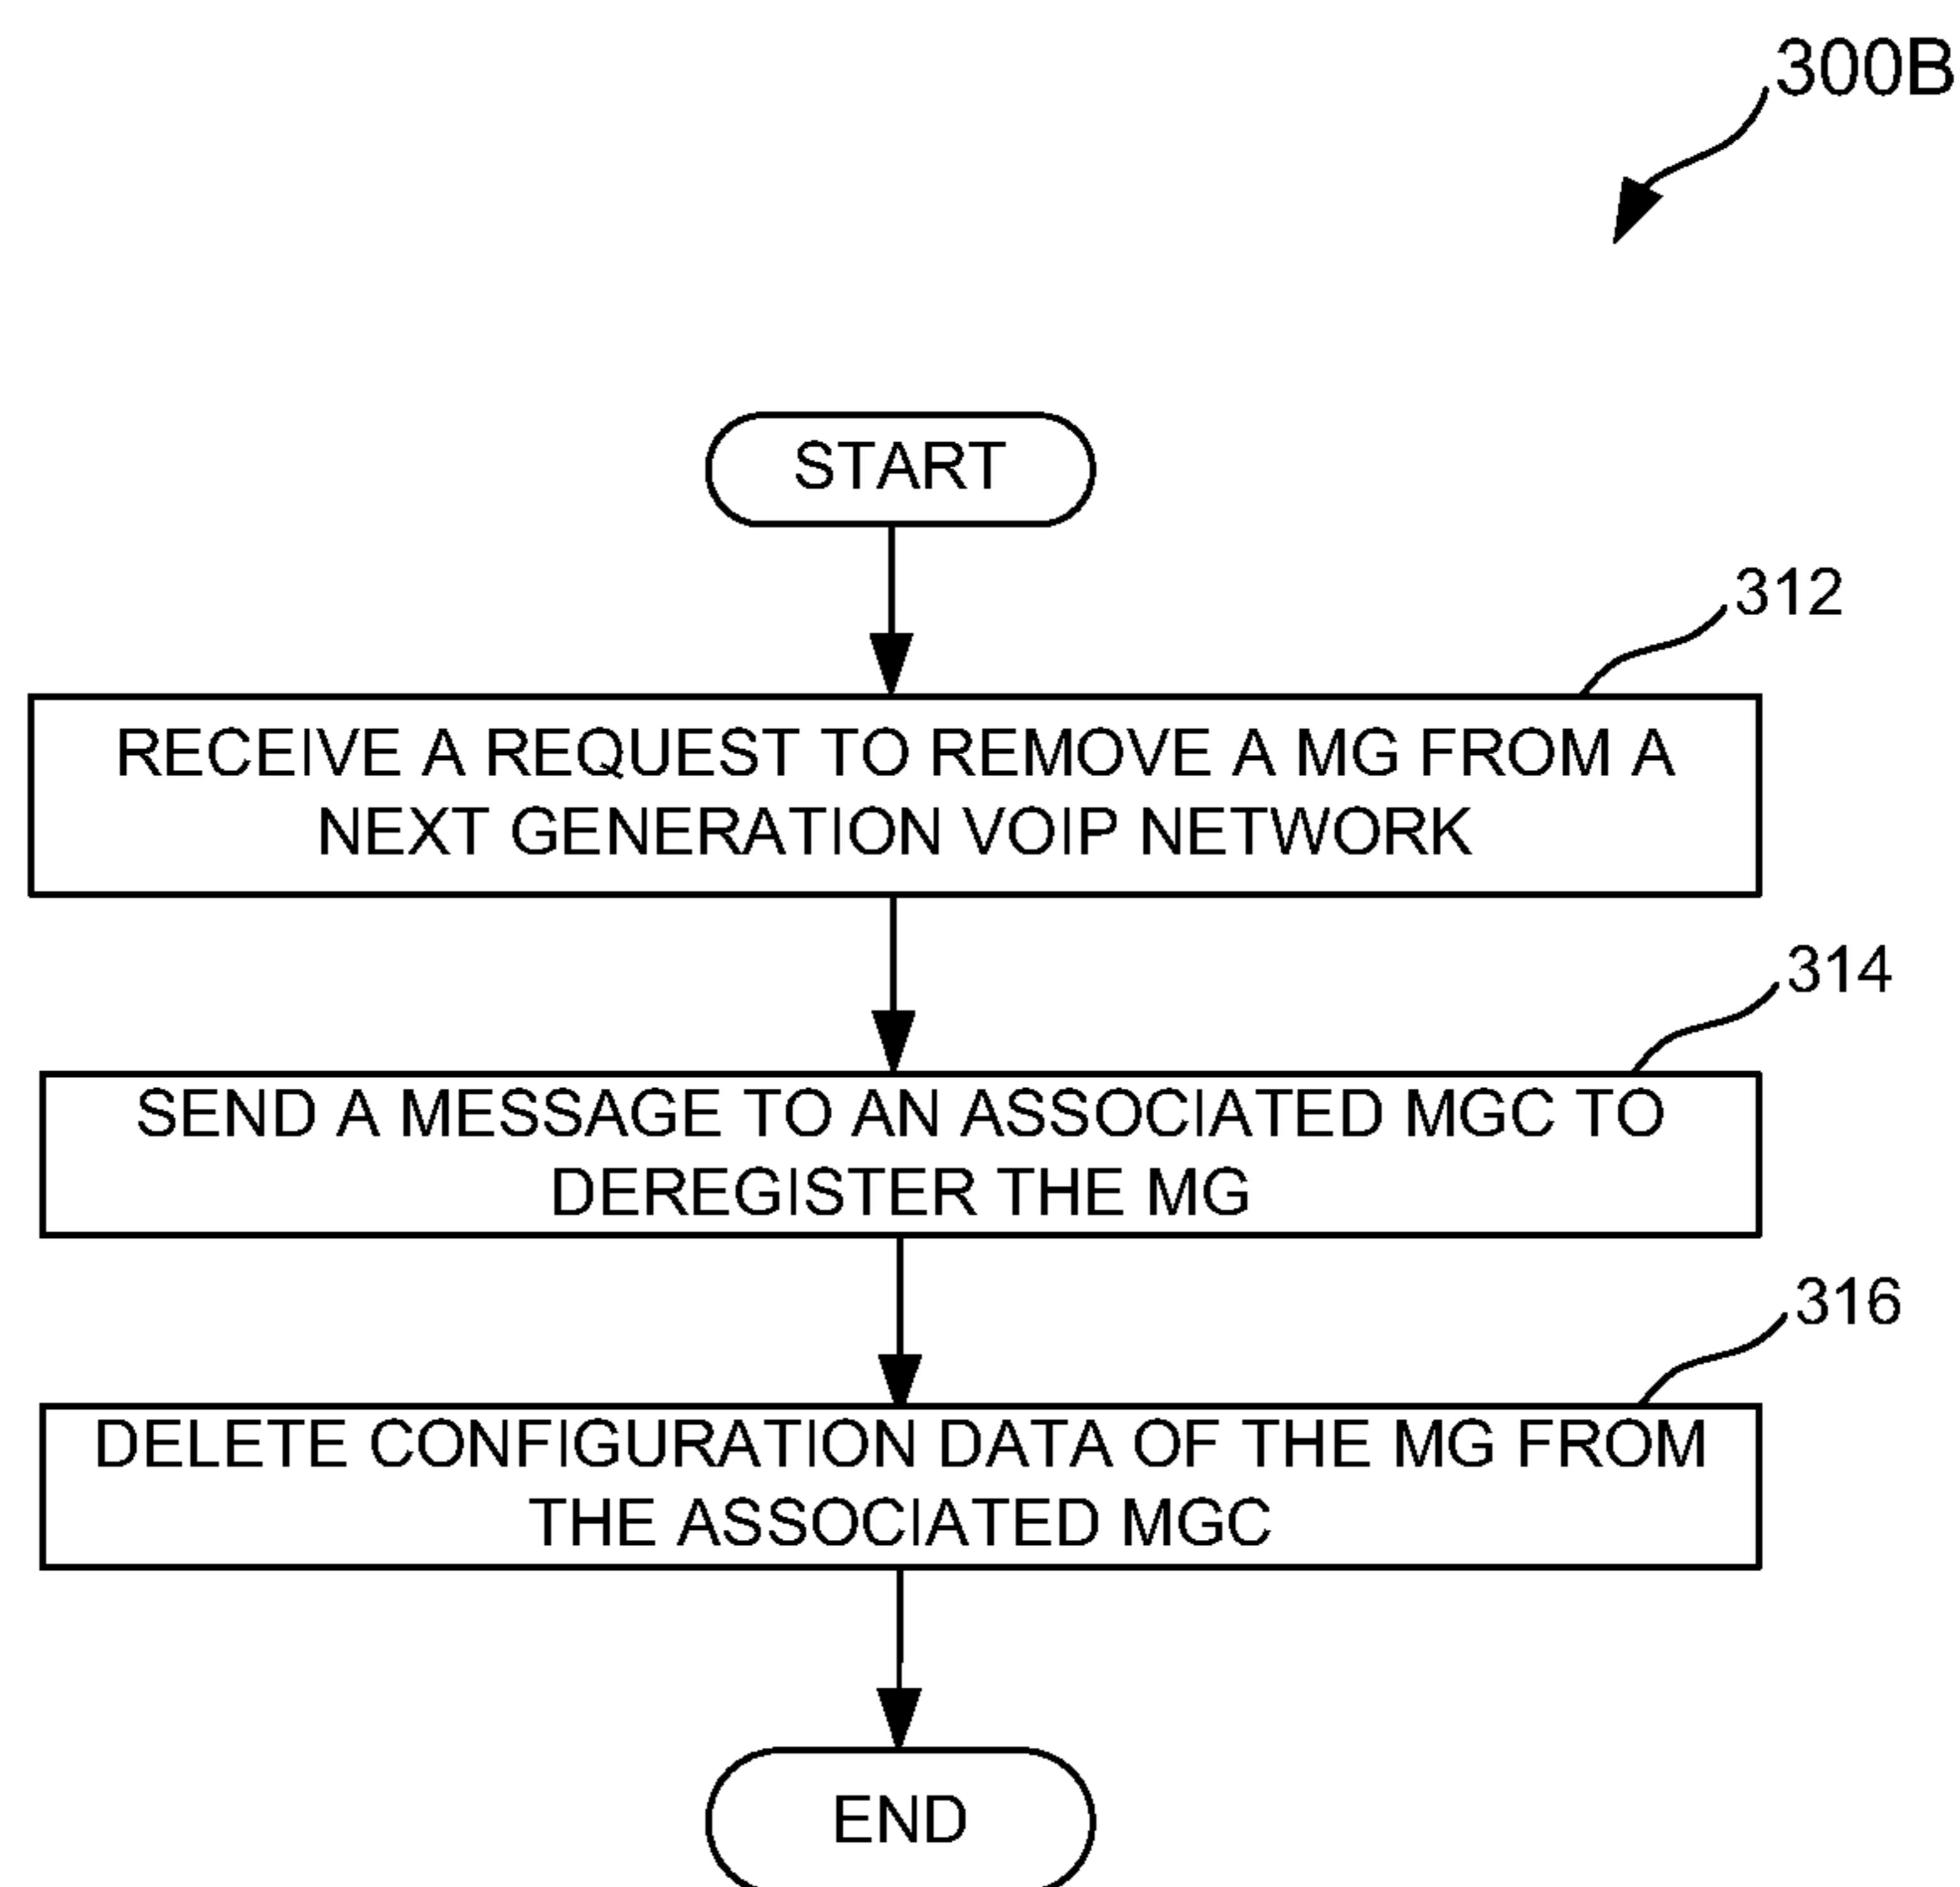 300B
START
312
RECEIVE A REQUEST TO REMOVE A MG FROM A
NEXT GENERATION VOIP NETWORK
314
SEND A MESSAGE TO AN ASSOCIATED MGC TO
DEREGISTER THE MG
316
DELETE CONFIGURATION DATA OF THE MG FROM
THE ASSOCIATED MGC
END